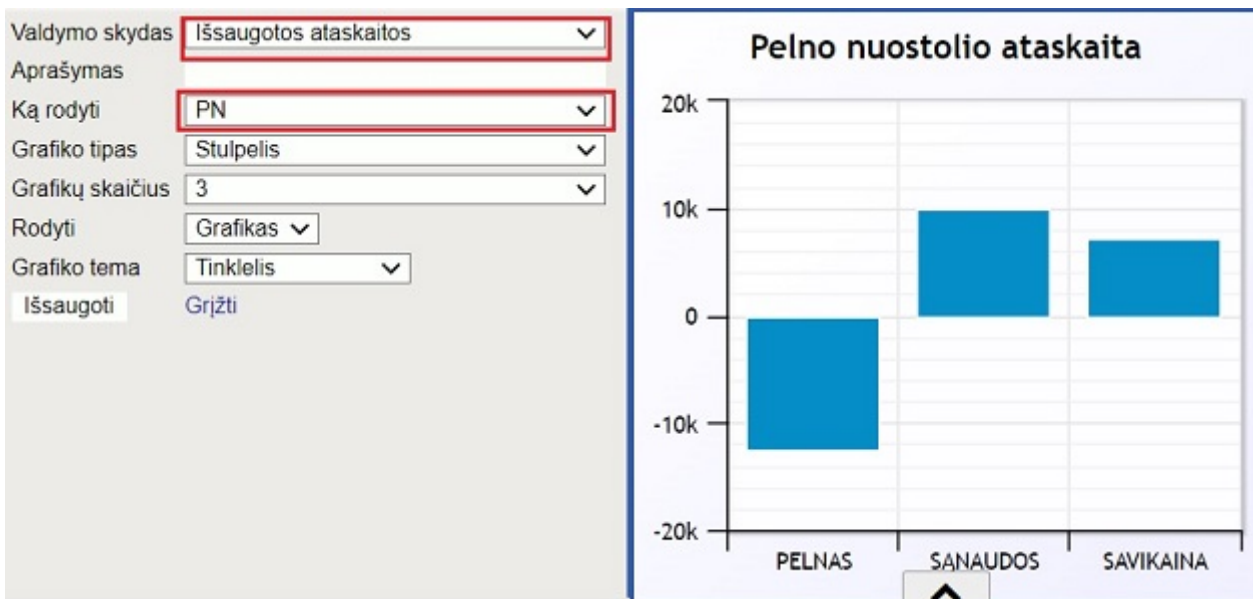 Valdymo skydas Išsaugotos ataskaitos
Aprašymas
Ką rodyti PN
Grafiko tipas Stulpelis
Grafikų skaičius 3
Rodyti Grafikas
Grafiko tema Tinklelis
Išsaugoti Grįžti
Pelno nuostolio ataskaita
20k
10k
0
-10k
-20k
PELNAS SĄNAUDOS SAVIKAINA